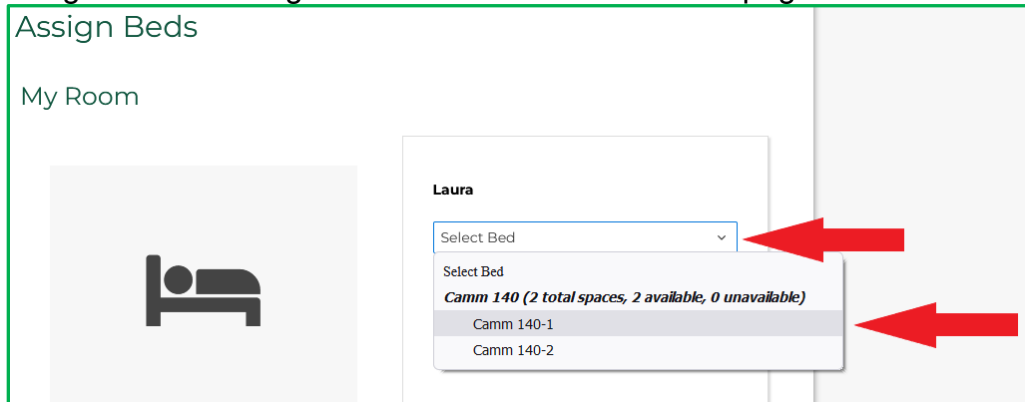 Assign Beds
My Room
Laura
Select Bed
Select Bed
Camm 140 (2 total spaces, 2 available, 0 unavailable)
Camm 140-1
Camm 140-2